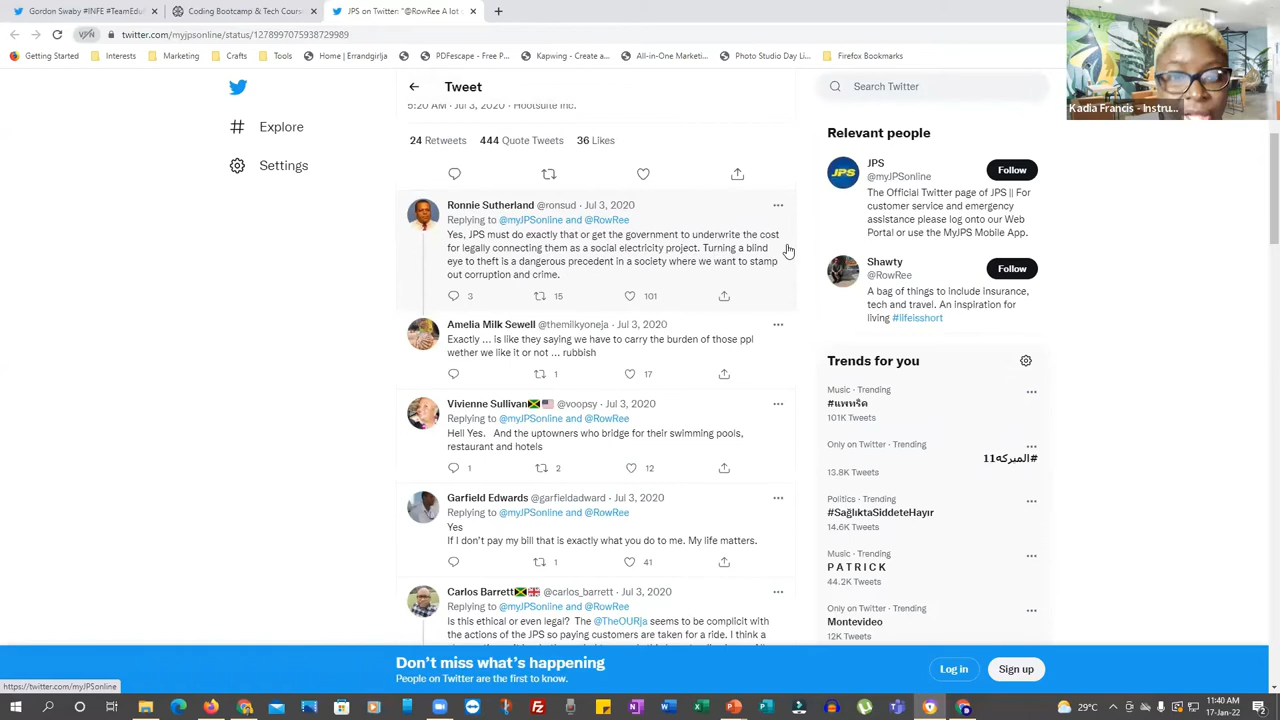 Gordon Swaby #INFE #TeamEdul
Coding Bootcamp & Tech Course
JPS on Twitter: "@RowRee A lot o
VPN
twitter.com/myjpsonline/status/1278997075938729989
Getting Started
Interests
Marketing
Crafts
Tools
Home | Errandgirlja
PDFescape - Free P...
Kapwing - Create a...
All-in-One Marketi...
Photo Studio Day Li...
Firefox Bookmarks
Kadia Francis - Instru...
Explore
Settings
Tweet
5:20 AM · Jul 3, 2020 · Hootsuite Inc.
24 Retweets 444 Quote Tweets 36 Likes
Ronnie Sutherland @ronsud · Jul 3, 2020
Replying to @myJPSonline and @RowRee
Yes, JPS must do exactly that or get the government to underwrite the cost
for legally connecting them as a social electricity project. Turning a blind
eye to theft is a dangerous precedent in a society where we want to stamp
out corruption and crime.
3 15 101
Amelia Milk Sewell @themilkyoneja · Jul 3, 2020
Exactly ... is like they saying we have to carry the burden of those ppl
wether we like it or not ... rubbish
1 17
Vivienne Sullivan @voopsy · Jul 3, 2020
Replying to @myJPSonline and @RowRee
Hell Yes. And the uptowners who bridge for their swimming pools,
restaurant and hotels
1 2 12
Garfield Edwards @garfieldadward · Jul 3, 2020
Replying to @myJPSonline and @RowRee
Yes
If I don't pay my bill that is exactly what you do to me. My life matters.
1 41
Carlos Barrett @carlos_barrett · Jul 3, 2020
Replying to @myJPSonline and @RowRee
Is this ethical or even legal? The @TheOURja seems to be complicit with
the actions of the JPS so paying customers are taken for a ride. I think a
Search Twitter
Relevant people
JPS
JPS
@myJPSonline
Follow
The Official Twitter page of JPS || For
customer service and emergency
assistance please log onto our Web
Portal or use the MyJPS Mobile App.
Shawty
@RowRee
Follow
A bag of things to include insurance,
tech and travel. An inspiration for
living #lifeisshort
Trends for you
Music · Trending
#แพทริค
101K Tweets
Only on Twitter · Trending
#المبركه11
13.8K Tweets
Politics · Trending
#SağlıktaSiddeteHayır
14.6K Tweets
Music · Trending
P A T R I C K
44.2K Tweets
Only on Twitter · Trending
Montevideo
12K Tweets
Don't miss what's happening
People on Twitter are the first to know.
Log in
Sign up
https://twitter.com/myJPSonline
29°C
11:40 AM
17-Jan-22